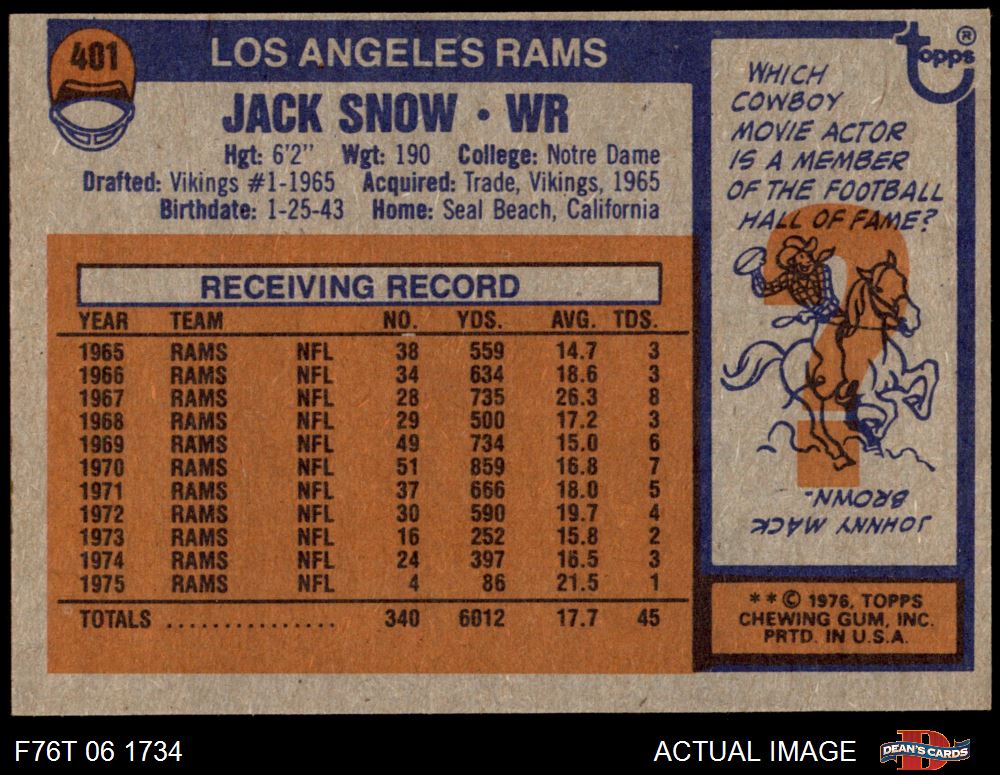 401
LOS ANGELES RAMS
JACK SNOW • WR
Hgt: 6'2" Wgt: 190 College: Notre Dame
Drafted: Vikings #1-1965 Acquired: Trade, Vikings, 1965
Birthdate: 1-25-43 Home: Seal Beach, California
RECEIVING RECORD
YEAR TEAM NO. YDS. AVG. TDS.
1965 RAMS NFL 38 559 14.7 3
1966 RAMS NFL 34 634 18.6 3
1967 RAMS NFL 28 735 26.3 8
1968 RAMS NFL 29 500 17.2 3
1969 RAMS NFL 49 734 15.0 6
1970 RAMS NFL 51 859 16.8 7
1971 RAMS NFL 37 666 18.0 5
1972 RAMS NFL 30 590 19.7 4
1973 RAMS NFL 16 252 15.8 2
1974 RAMS NFL 24 397 16.5 3
1975 RAMS NFL 4 86 21.5 1
TOTALS ............... 340 6012 17.7 45
topps ®
WHICH
COWBOY
MOVIE ACTOR
IS A MEMBER
OF THE FOOTBALL
HALL OF FAME?
?
JOHNNY MACK
BROWN.
* * © 1976, TOPPS
CHEWING GUM, INC.
PRTD. IN U.S.A.
F76T 06 1734
ACTUAL IMAGE
D
DEAN'S CARDS